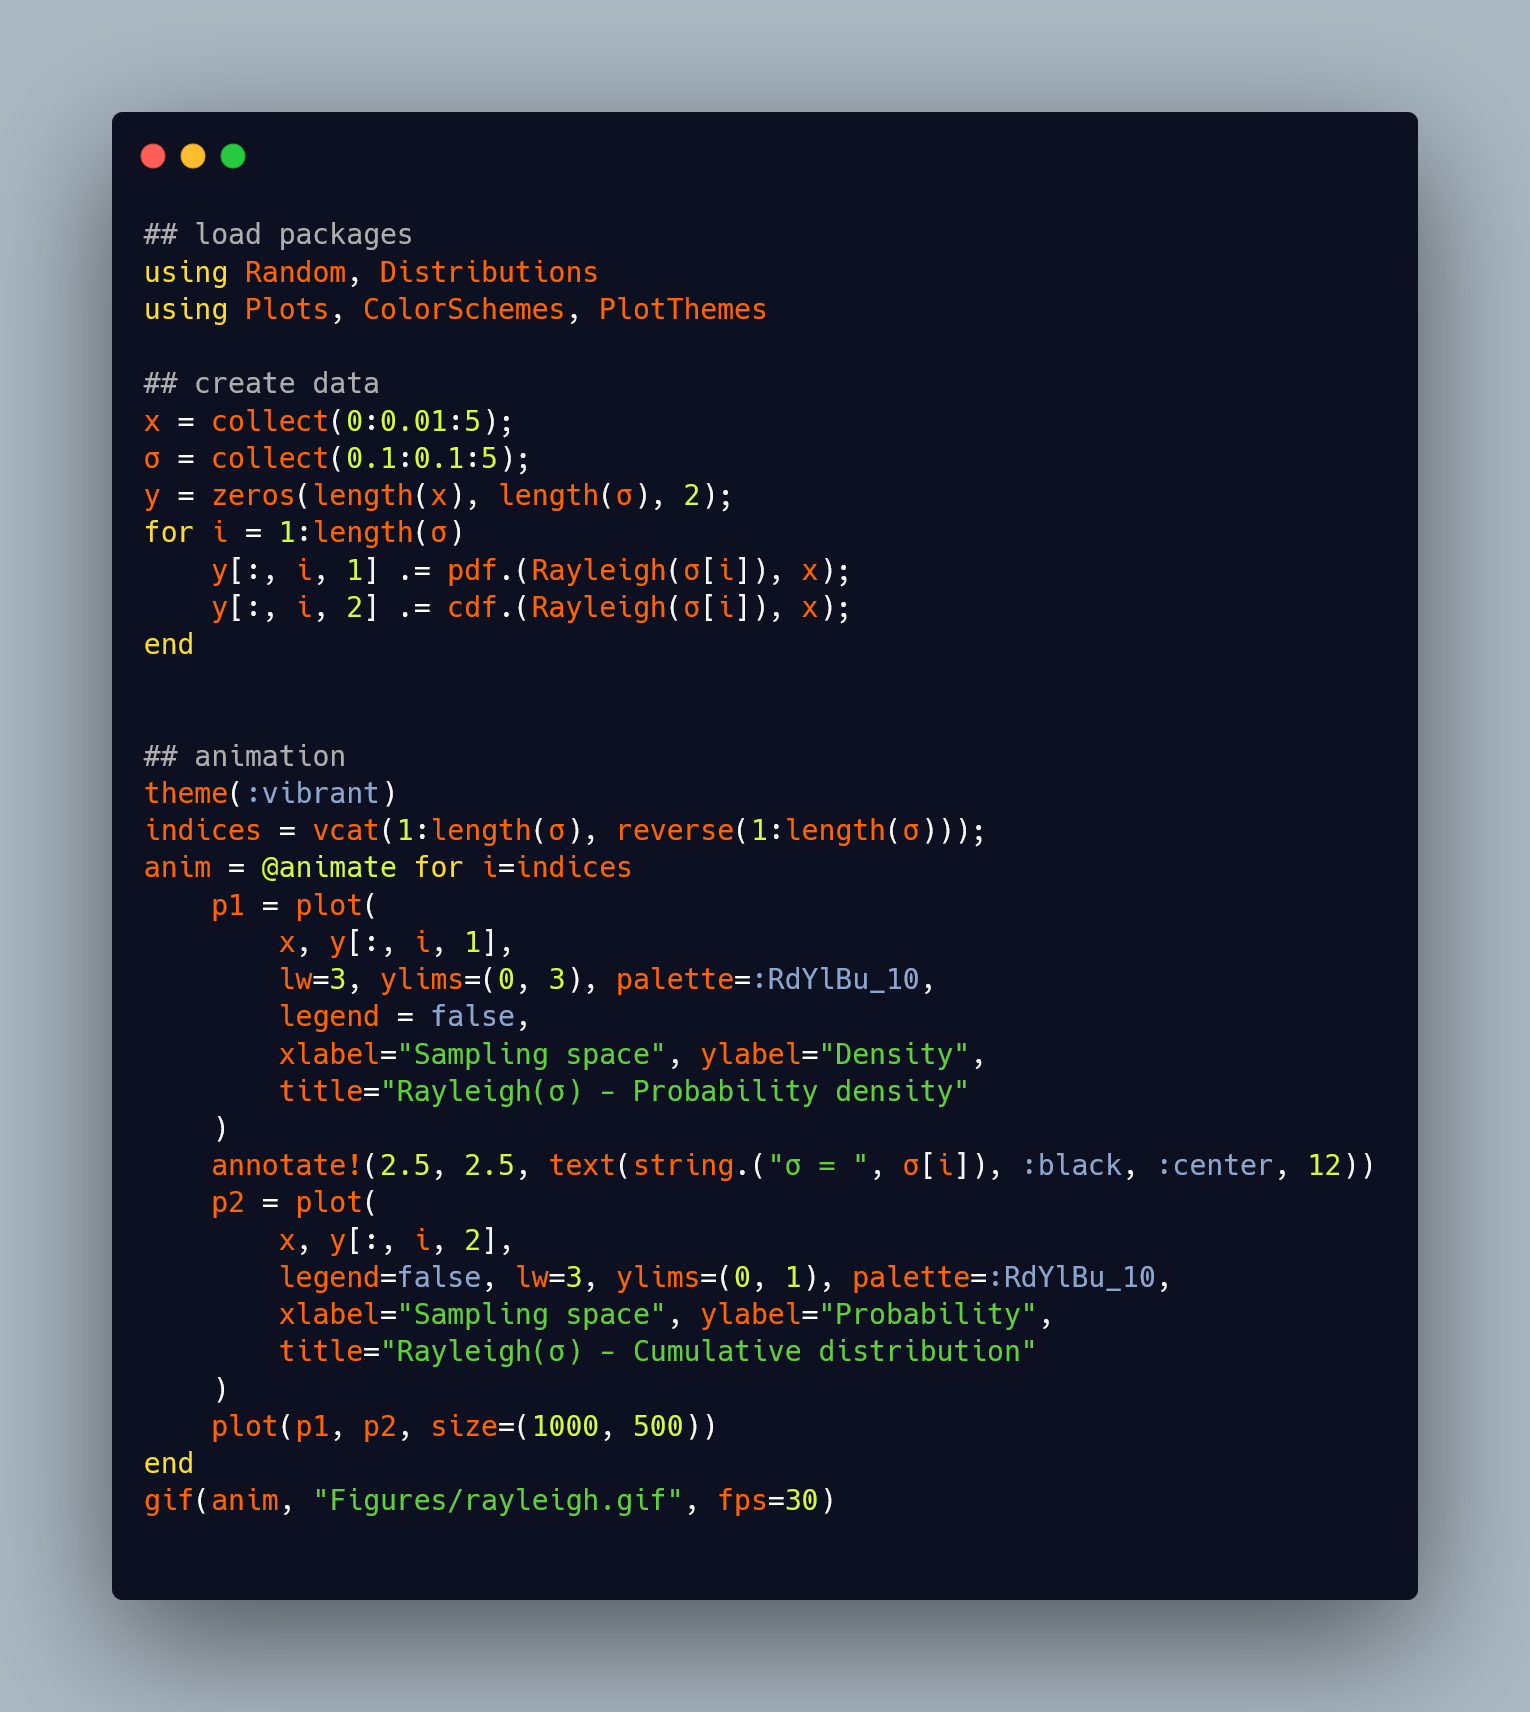 ## load packages
using Random, Distributions
using Plots, ColorSchemes, PlotThemes

## create data
x = collect(0:0.01:5);
σ = collect(0.1:0.1:5);
y = zeros(length(x), length(σ), 2);
for i = 1:length(σ)
    y[:, i, 1] .= pdf.(Rayleigh(σ[i]), x);
    y[:, i, 2] .= cdf.(Rayleigh(σ[i]), x);
end


## animation
theme(:vibrant)
indices = vcat(1:length(σ), reverse(1:length(σ)));
anim = @animate for i=indices
    p1 = plot(
        x, y[:, i, 1],
        lw=3, ylims=(0, 3), palette=:RdYlBu_10,
        legend = false,
        xlabel="Sampling space", ylabel="Density",
        title="Rayleigh(σ) - Probability density"
    )
    annotate!(2.5, 2.5, text(string.("σ = ", σ[i]), :black, :center, 12))
    p2 = plot(
        x, y[:, i, 2],
        legend=false, lw=3, ylims=(0, 1), palette=:RdYlBu_10,
        xlabel="Sampling space", ylabel="Probability",
        title="Rayleigh(σ) - Cumulative distribution"
    )
    plot(p1, p2, size=(1000, 500))
end
gif(anim, "Figures/rayleigh.gif", fps=30)